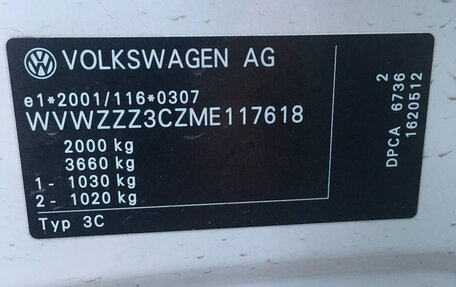 VOLKSWAGEN AG
e1*2001/116*0307
WVWZZZ3CZME117618
2000 kg
3660 kg
1- 1030 kg
2- 1020 kg
Typ 3C
DPCA 6736 2
1620512